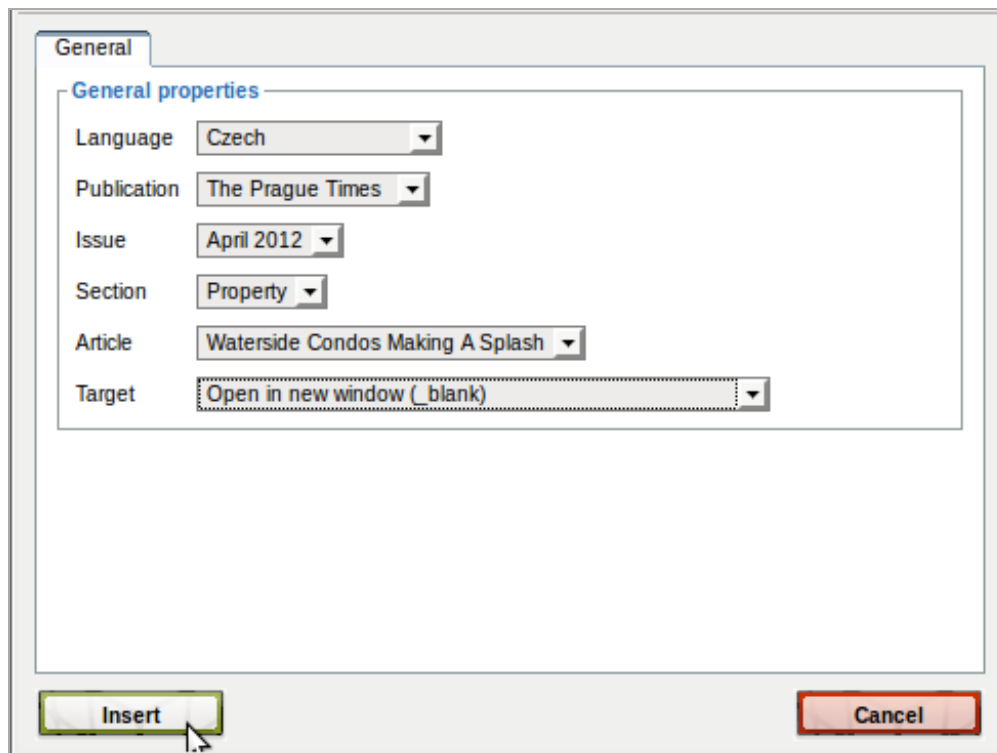 General
General properties
Language Czech
Publication The Prague Times
Issue April 2012
Section Property
Article Waterside Condos Making A Splash
Target Open in new window (_blank)
Insert Cancel